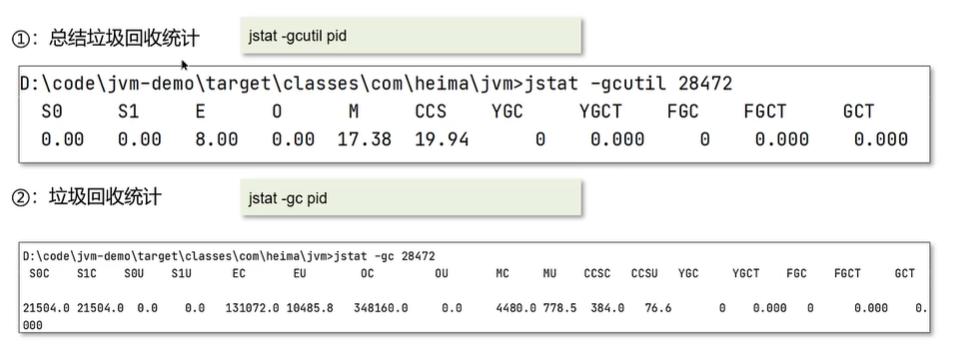 ①：总结垃圾回收统计 jstat -gcutil pid
D:\code\jvm-demo\target\classes\com\heima\jvm>jstat -gcutil 28472
S0 S1 E O M CCS YGC YGCT FGC FGCT GCT
0.00 0.00 8.00 0.00 17.38 19.94 0 0.000 0 0.000 0.000
②：垃圾回收统计 jstat -gc pid
D:\code\jvm-demo\target\classes\com\heima\jvm>jstat -gc 28472
S0C S1C S0U S1U EC EU OC OU MC MU CCSC CCSU YGC YGCT FGC FGCT GCT
21504.0 21504.0 0.0 0.0 131072.0 10485.8 348160.0 0.0 4480.0 778.5 384.0 76.6 0 0.000 0 0.000 0.
000